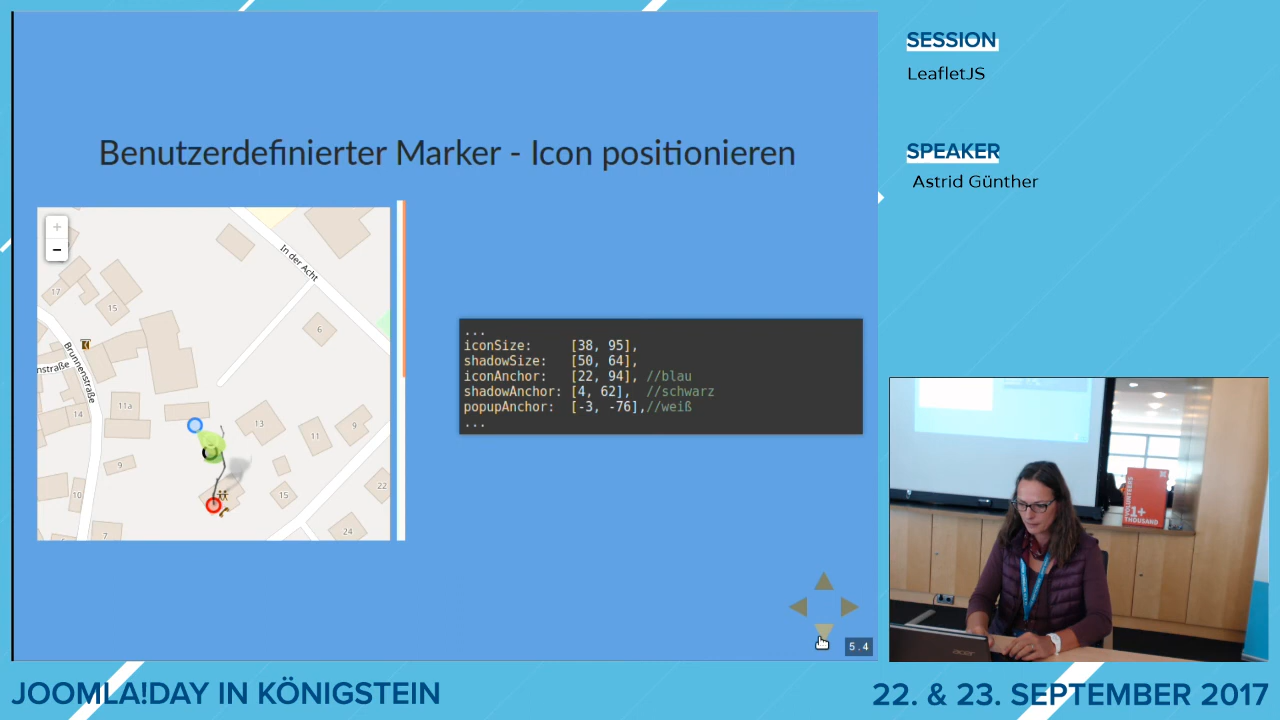 SESSION
LeafletJS
SPEAKER
Astrid Günther
Benutzerdefinierter Marker - Icon positionieren
+
−
In der Acht
17
15
6
Brunnenstraße
nstraße
11a
14
13
11
9
9
10
15
22
7
24
...
iconSize:     [38, 95],
shadowSize:   [50, 64],
iconAnchor:   [22, 94], //blau
shadowAnchor: [4, 62],  //schwarz
popupAnchor:  [-3, -76],//weiß
...
5.4
VOLUNTEERS
1+
THOUSAND
acer
JOOMLA!DAY IN KÖNIGSTEIN
22. & 23. SEPTEMBER 2017